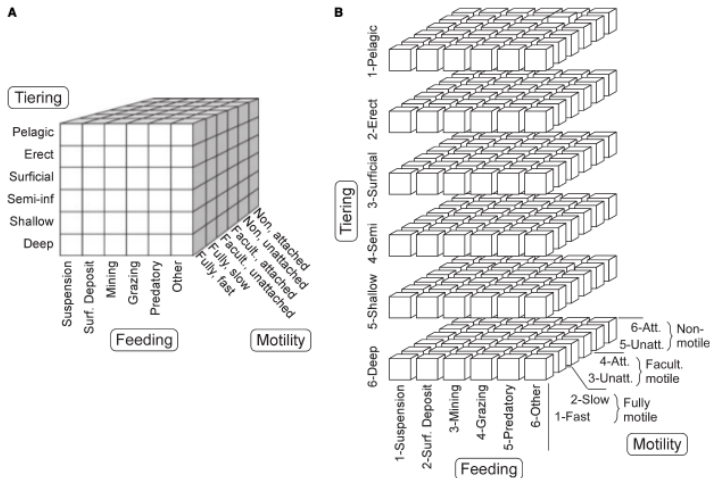 A
Tiering
Pelagic
Erect
Surficial
Semi-inf
Shallow
Deep
Suspension
Surf. Deposit
Mining
Grazing
Predatory
Other
Feeding
Non, attached
Non, unattached
Facult., attached
Facult., unattached
Fully, slow
Fully, fast
Motility
B
Tiering
1-Pelagic
2-Erect
3-Surficial
4-Semi
5-Shallow
6-Deep
1-Suspension
2-Surf. Deposit
3-Mining
4-Grazing
5-Predatory
6-Other
Feeding
6-Att.
5-Unatt.
Non-
motile
4-Att.
3-Unatt.
Facult.
motile
2-Slow
1-Fast
Fully
motile
Motility